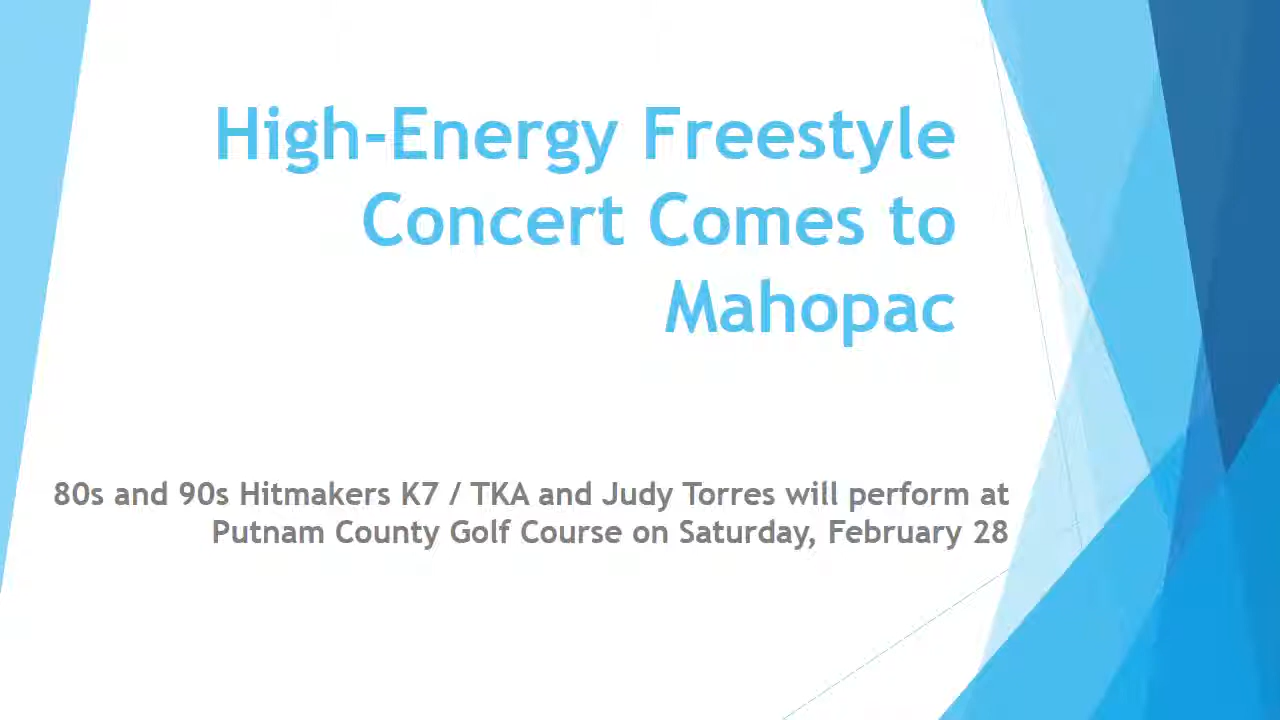 High-Energy Freestyle
Concert Comes to
Mahopac
80s and 90s Hitmakers K7 / TKA and Judy Torres will perform at
Putnam County Golf Course on Saturday, February 28